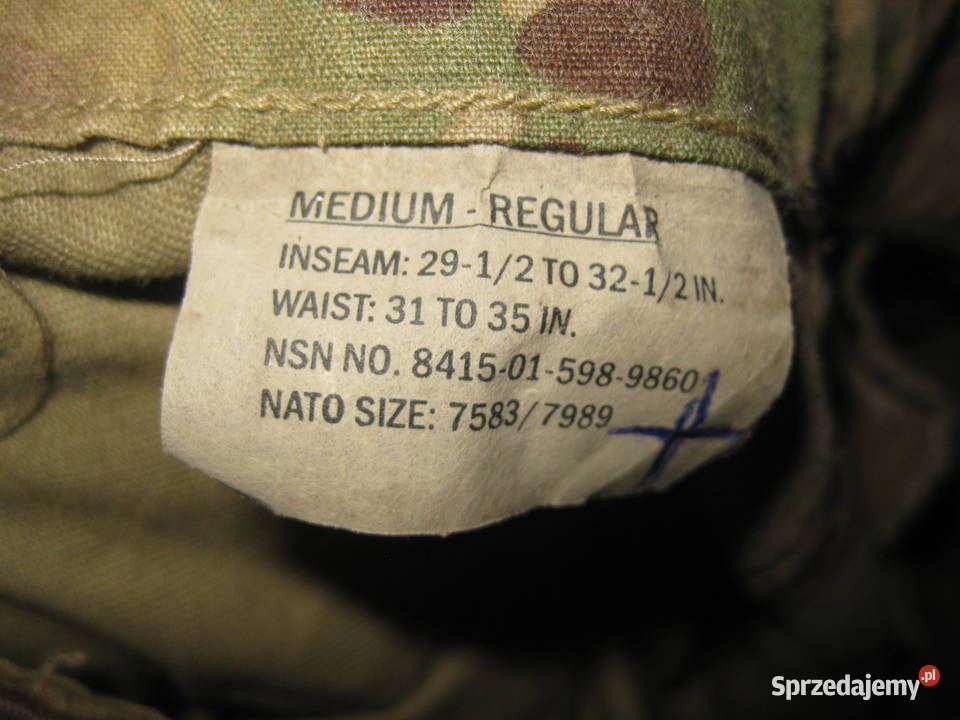 MEDIUM - REGULAR
INSEAM: 29-1/2 TO 32-1/2 IN.
WAIST: 31 TO 35 IN.
NSN NO. 8415-01-598-9860
NATO SIZE: 7583/7989
Sprzedajemy.pl